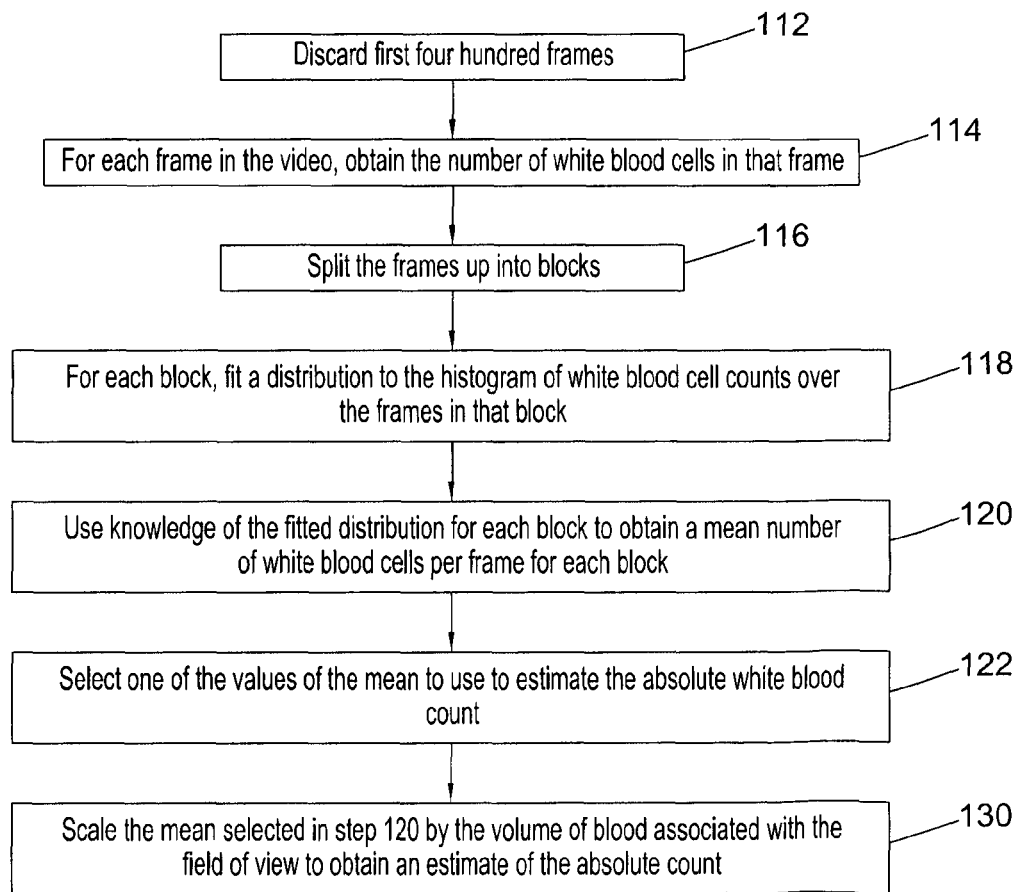 Discard first four hundred frames
112
For each frame in the video, obtain the number of white blood cells in that frame
114
Split the frames up into blocks
116
For each block, fit a distribution to the histogram of white blood cell counts over
the frames in that block
118
Use knowledge of the fitted distribution for each block to obtain a mean number
of white blood cells per frame for each block
120
Select one of the values of the mean to use to estimate the absolute white blood
count
122
Scale the mean selected in step 120 by the volume of blood associated with the
field of view to obtain an estimate of the absolute count
130